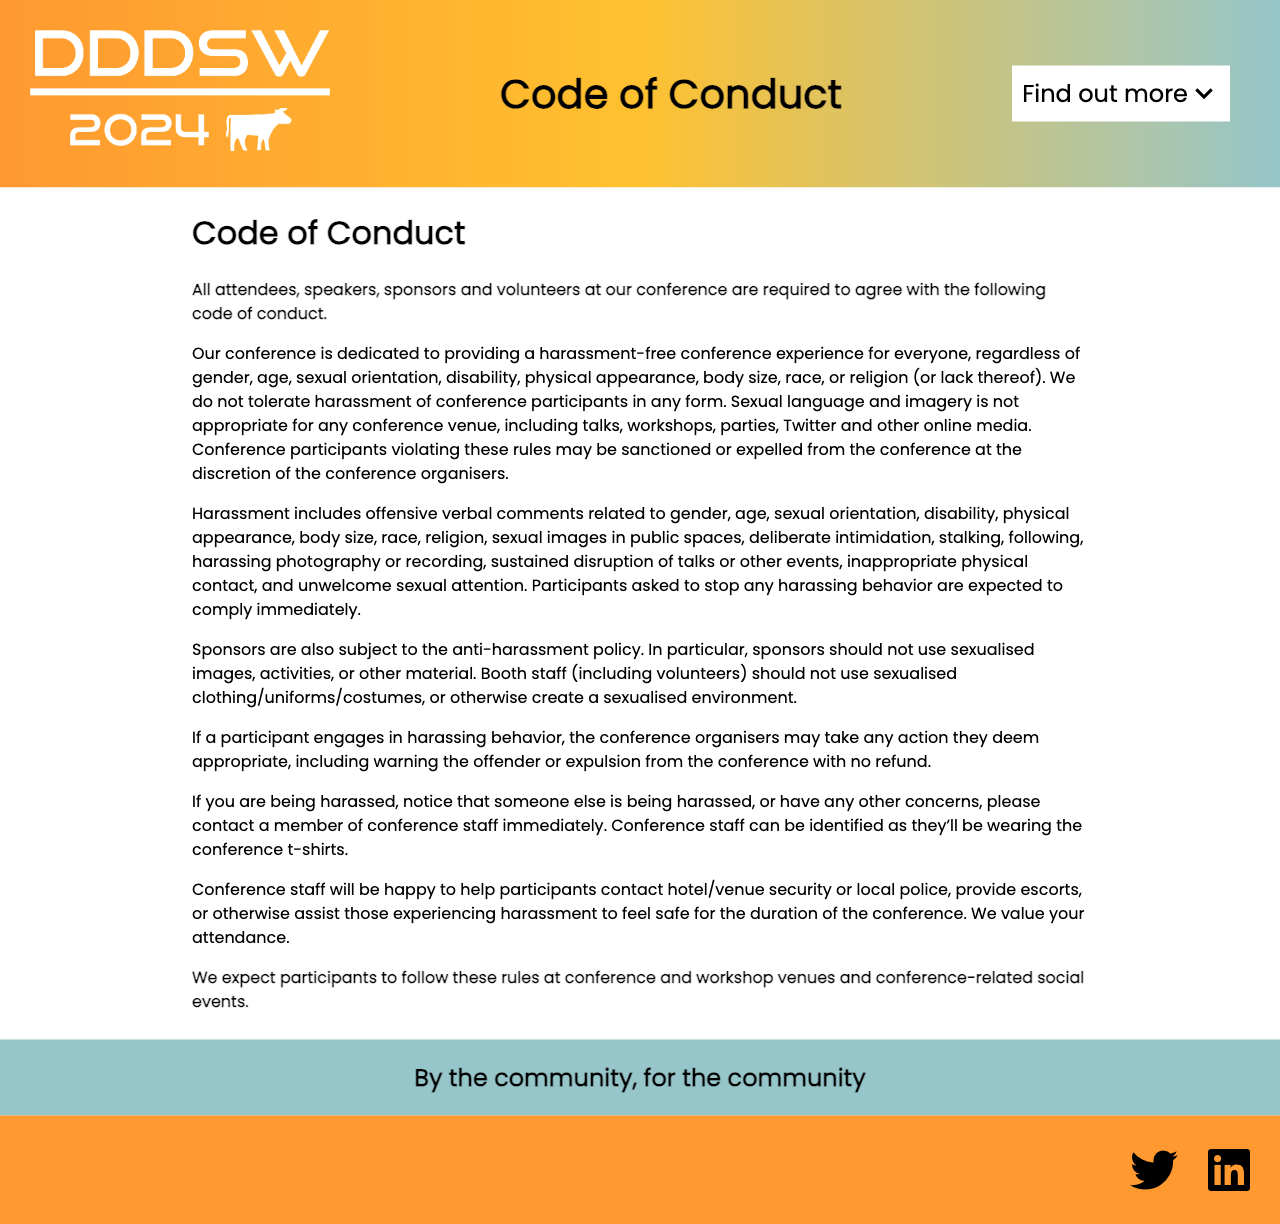 DDDSW
2024
Code of Conduct
Find out more
Code of Conduct
All attendees, speakers, sponsors and volunteers at our conference are required to agree with the following
code of conduct.
Our conference is dedicated to providing a harassment-free conference experience for everyone, regardless of
gender, age, sexual orientation, disability, physical appearance, body size, race, or religion (or lack thereof). We
do not tolerate harassment of conference participants in any form. Sexual language and imagery is not
appropriate for any conference venue, including talks, workshops, parties, Twitter and other online media.
Conference participants violating these rules may be sanctioned or expelled from the conference at the
discretion of the conference organisers.
Harassment includes offensive verbal comments related to gender, age, sexual orientation, disability, physical
appearance, body size, race, religion, sexual images in public spaces, deliberate intimidation, stalking, following,
harassing photography or recording, sustained disruption of talks or other events, inappropriate physical
contact, and unwelcome sexual attention. Participants asked to stop any harassing behavior are expected to
comply immediately.
Sponsors are also subject to the anti-harassment policy. In particular, sponsors should not use sexualised
images, activities, or other material. Booth staff (including volunteers) should not use sexualised
clothing/uniforms/costumes, or otherwise create a sexualised environment.
If a participant engages in harassing behavior, the conference organisers may take any action they deem
appropriate, including warning the offender or expulsion from the conference with no refund.
If you are being harassed, notice that someone else is being harassed, or have any other concerns, please
contact a member of conference staff immediately. Conference staff can be identified as they’ll be wearing the
conference t-shirts.
Conference staff will be happy to help participants contact hotel/venue security or local police, provide escorts,
or otherwise assist those experiencing harassment to feel safe for the duration of the conference. We value your
attendance.
We expect participants to follow these rules at conference and workshop venues and conference-related social
events.
By the community, for the community
in